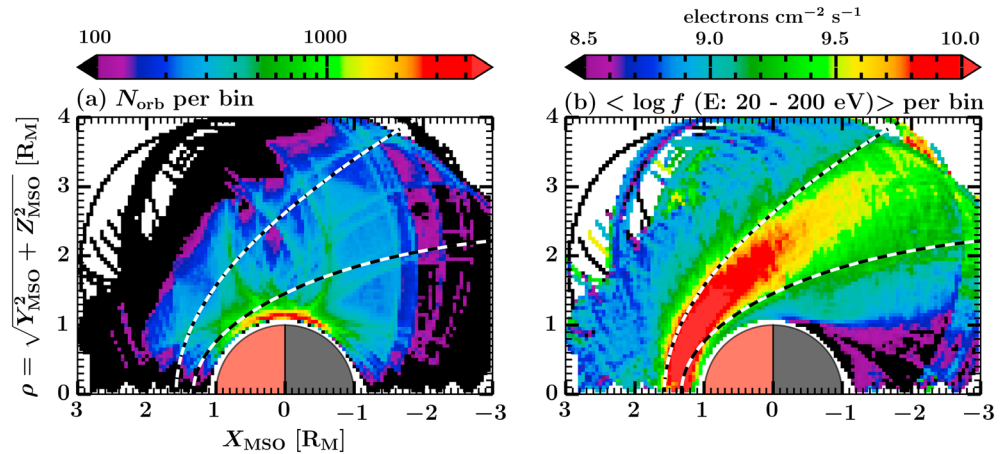 electrons cm⁻² s⁻¹
100 1000 8.5 9.0 9.5 10.0
(a) N_orb per bin (b) < log f (E: 20 - 200 eV)> per bin
ρ = √(Y²_MSO + Z²_MSO) [R_M]
4
3
2
1
0
4
3
2
1
0
3 2 1 0 −1 −2 −3 3 2 1 0 −1 −2 −3
X_MSO [R_M]